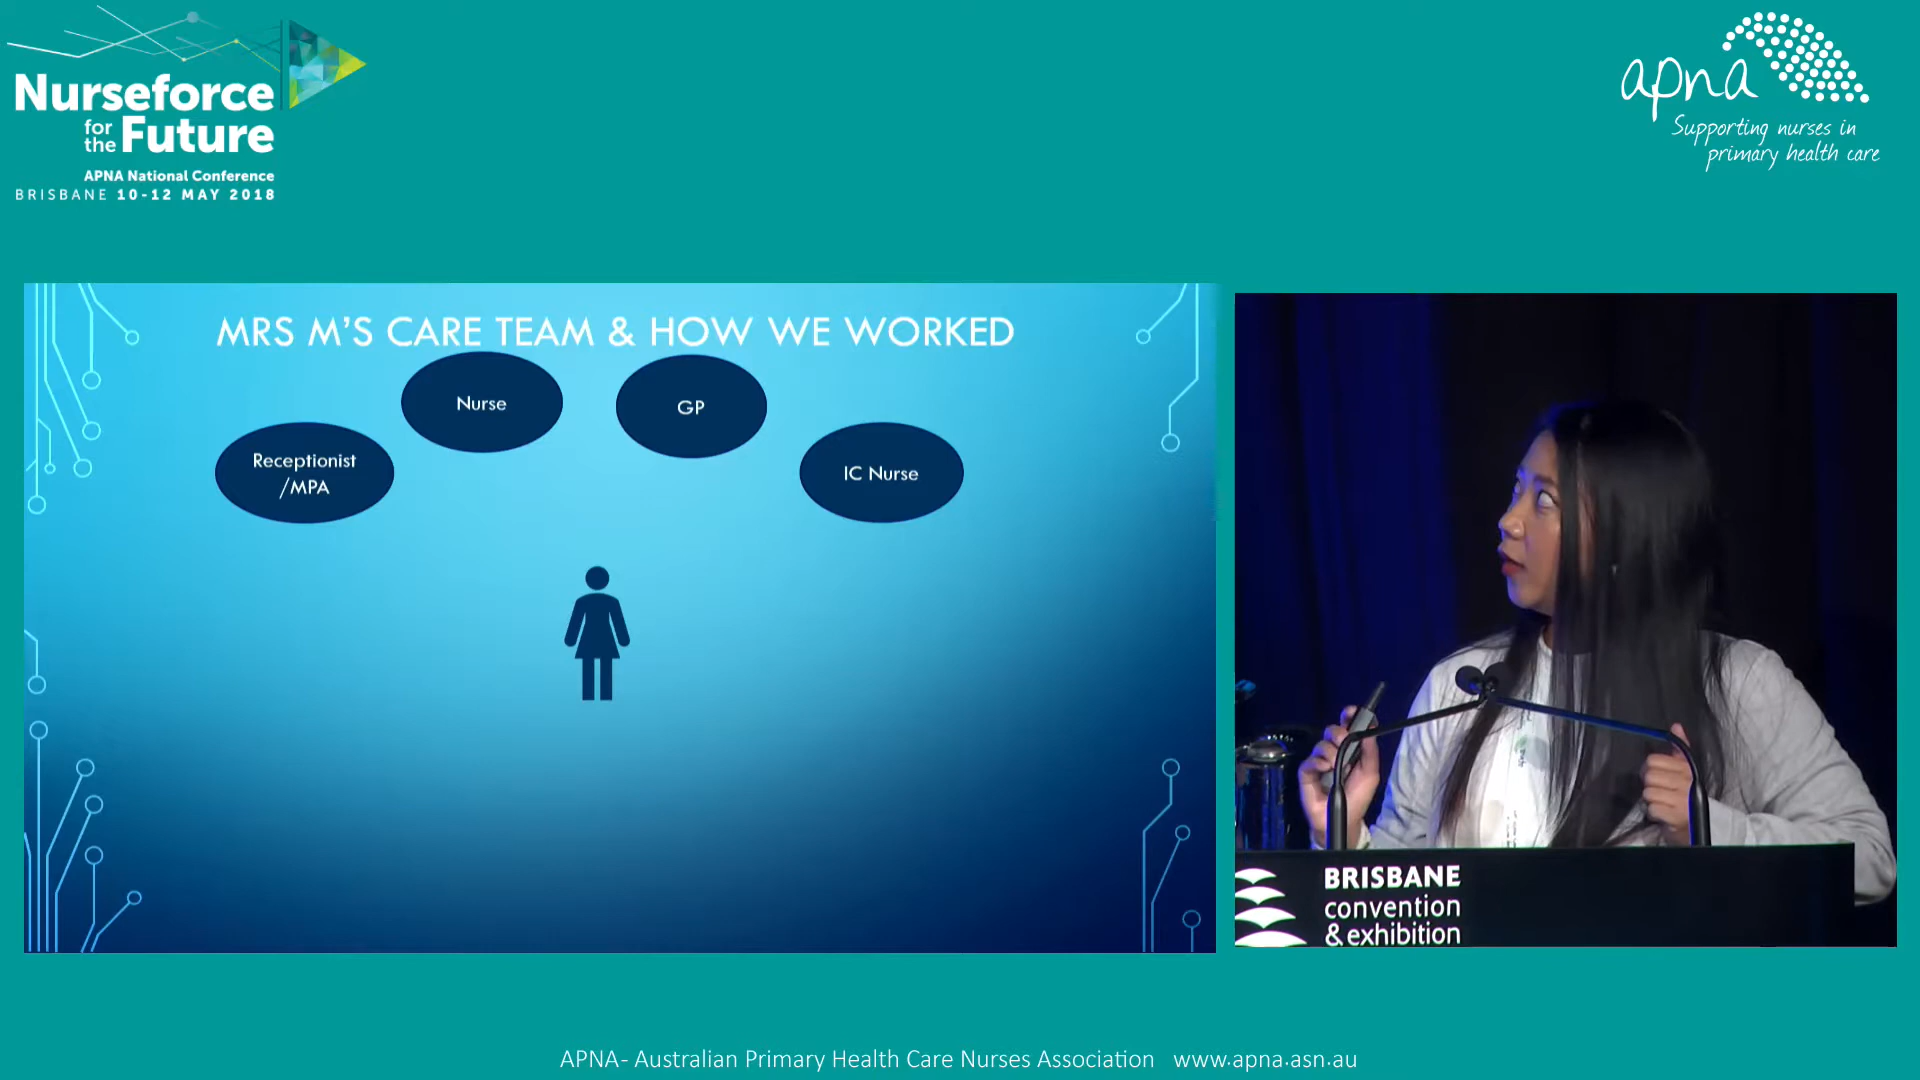 Nurseforce
for the Future
APNA National Conference
BRISBANE 10-12 MAY 2018
apna
Supporting nurses in
primary health care
MRS M'S CARE TEAM & HOW WE WORKED
Nurse
GP
Receptionist
/MPA
IC Nurse
BRISBANE
convention
& exhibition
APNA- Australian Primary Health Care Nurses Association www.apna.asn.au